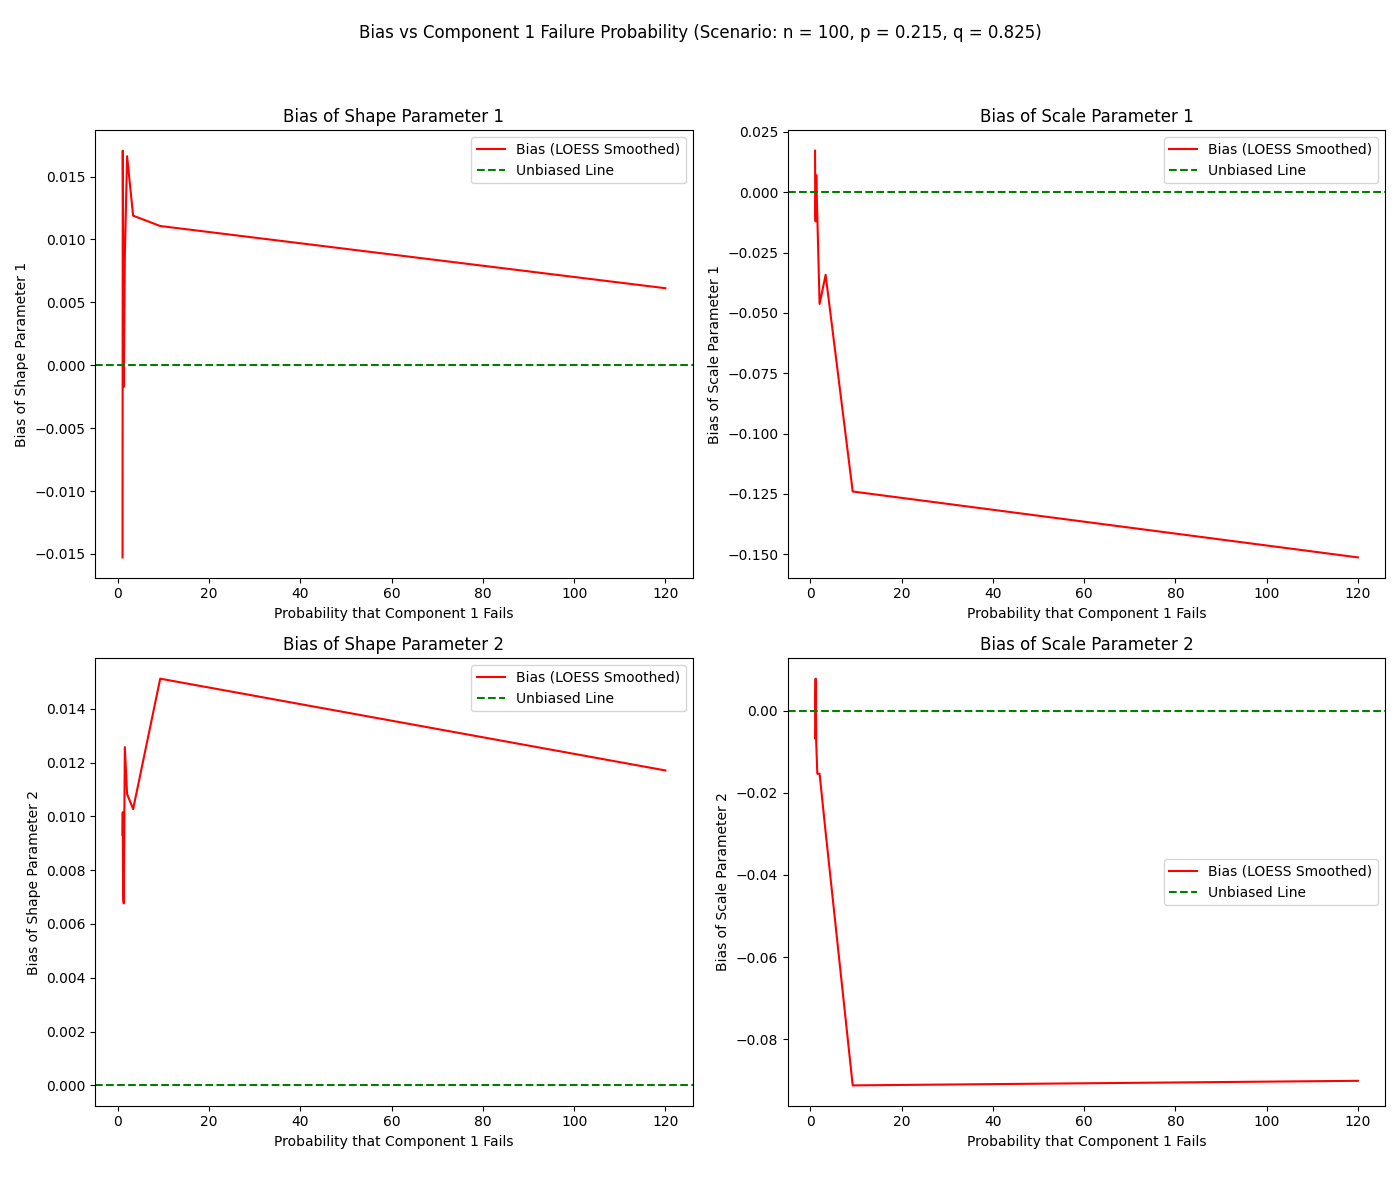 Bias vs Component 1 Failure Probability (Scenario: n = 100, p = 0.215, q = 0.825)
Bias of Shape Parameter 1
Bias (LOESS Smoothed)
Unbiased Line
0.015
0.010
0.005
0.000
−0.005
−0.010
−0.015
Bias of Shape Parameter 1
0 20 40 60 80 100 120
Probability that Component 1 Fails
Bias of Scale Parameter 1
Bias (LOESS Smoothed)
Unbiased Line
0.025
0.000
−0.025
−0.050
−0.075
−0.100
−0.125
−0.150
Bias of Scale Parameter 1
0 20 40 60 80 100 120
Probability that Component 1 Fails
Bias of Shape Parameter 2
Bias (LOESS Smoothed)
Unbiased Line
0.014
0.012
0.010
0.008
0.006
0.004
0.002
0.000
Bias of Shape Parameter 2
0 20 40 60 80 100 120
Probability that Component 1 Fails
Bias of Scale Parameter 2
0.00
−0.02
−0.04
−0.06
−0.08
Bias of Scale Parameter 2
Bias (LOESS Smoothed)
Unbiased Line
0 20 40 60 80 100 120
Probability that Component 1 Fails